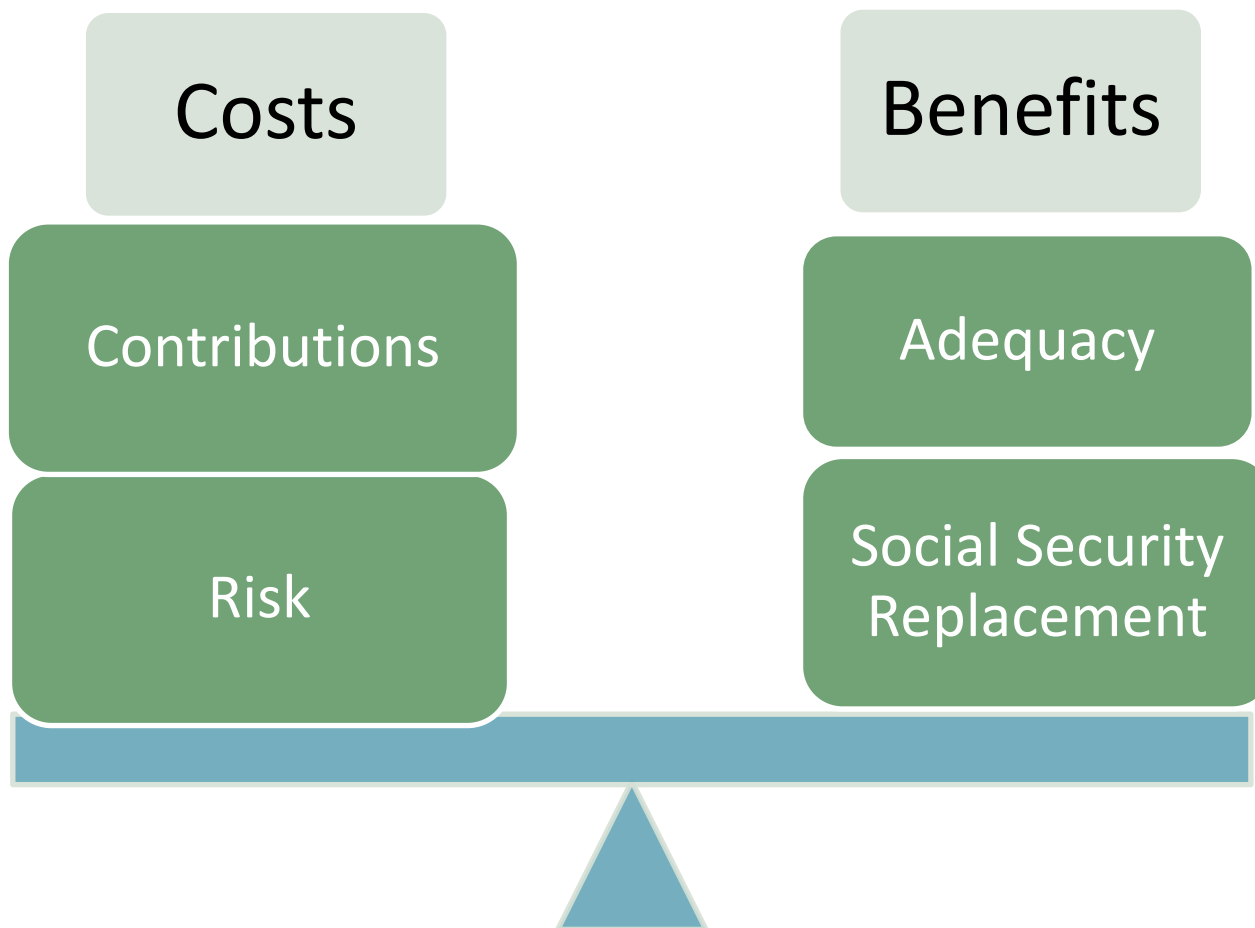 Costs
Benefits
Contributions
Adequacy
Risk
Social Security
Replacement